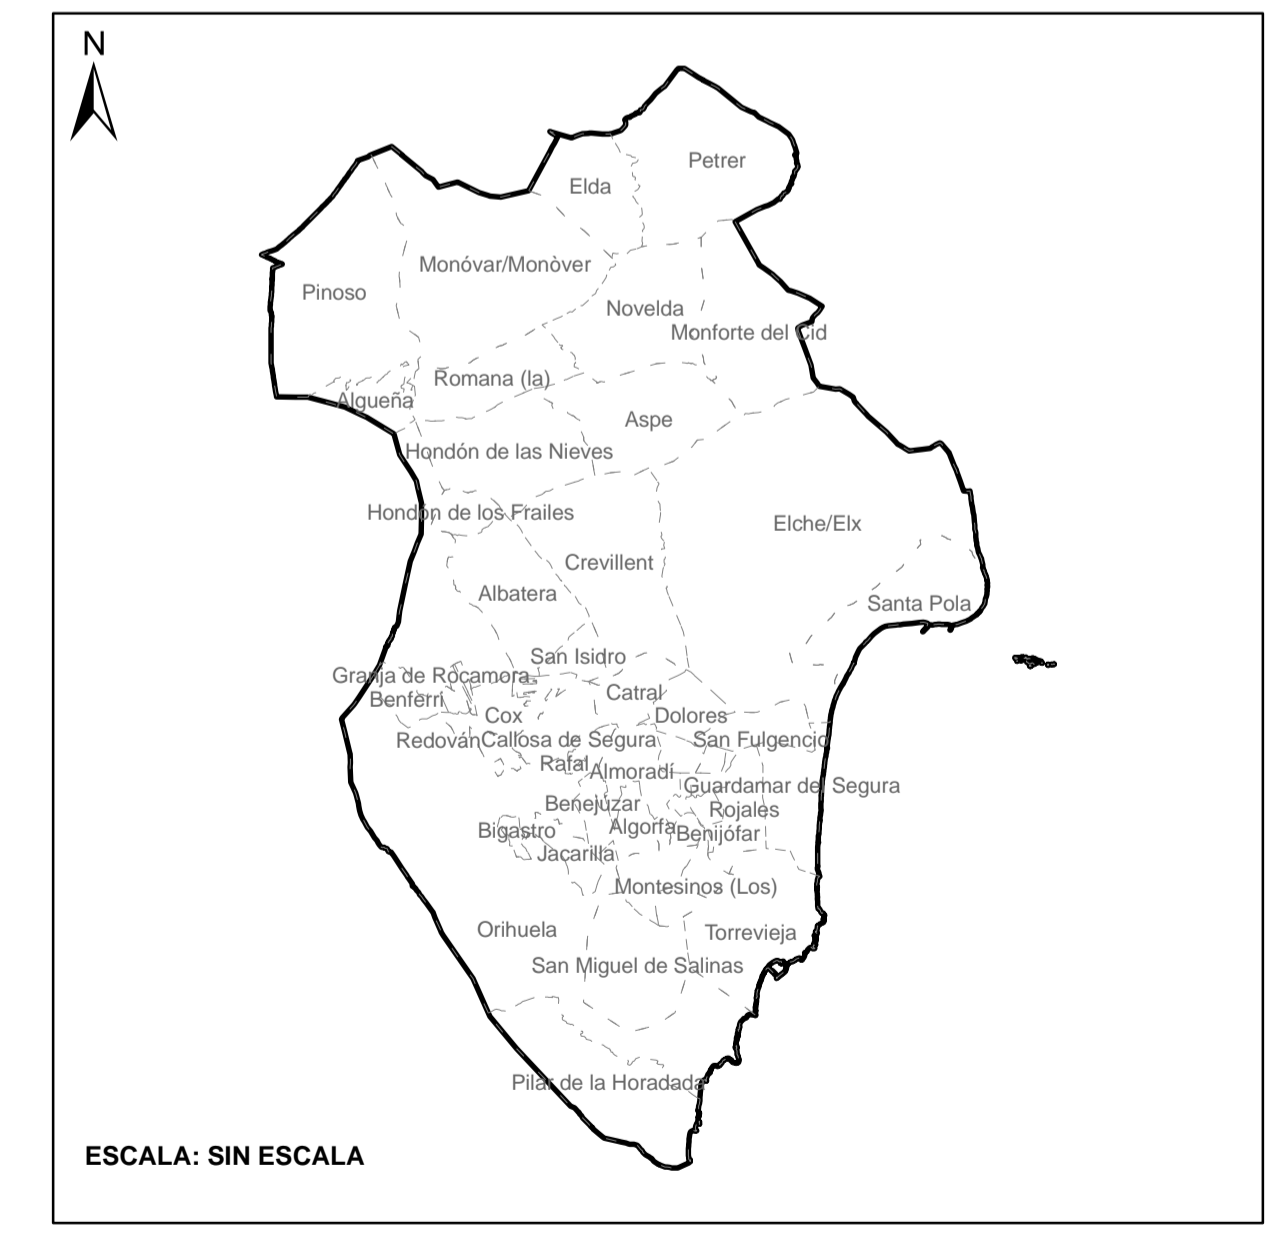 N
Petrer
Elda
Monóvar/Monòver
Pinoso
Novelda
Monforte del Cid
Romana (la)
Algueña
Aspe
Hondón de las Nieves
Hondón de los Frailes
Elche/Elx
Crevillent
Albatera
Santa Pola
San Isidro
Granja de Rocamora
Catral
Benferri
Cox
Dolores
Redován
Callosa de Segura
San Fulgencio
Rafal
Almoradí
Guardamar del Segura
Benejúzar
Rojales
Algorfa
Bigastro
Benijófar
Jacarilla
Montesinos (Los)
Orihuela
Torrevieja
San Miguel de Salinas
Pilar de la Horadada
ESCALA: SIN ESCALA